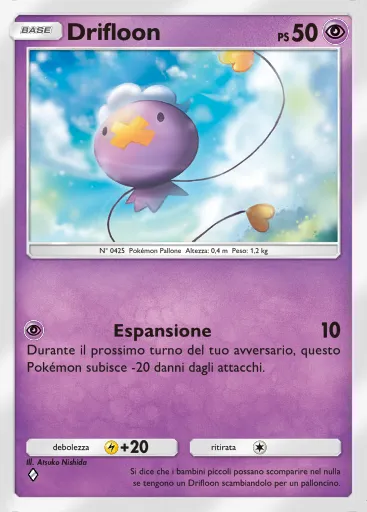 BASE Drifloon PS 50
N° 0425 Pokémon Pallone Altezza: 0,4 m Peso: 1,2 kg
Espansione 10
Durante il prossimo turno del tuo avversario, questo
Pokémon subisce -20 danni dagli attacchi.
debolezza +20 ritirata
Ill. Atsuko Nishida
Si dice che i bambini piccoli possano scomparire nel nulla
se tengono un Drifloon scambiandolo per un palloncino.